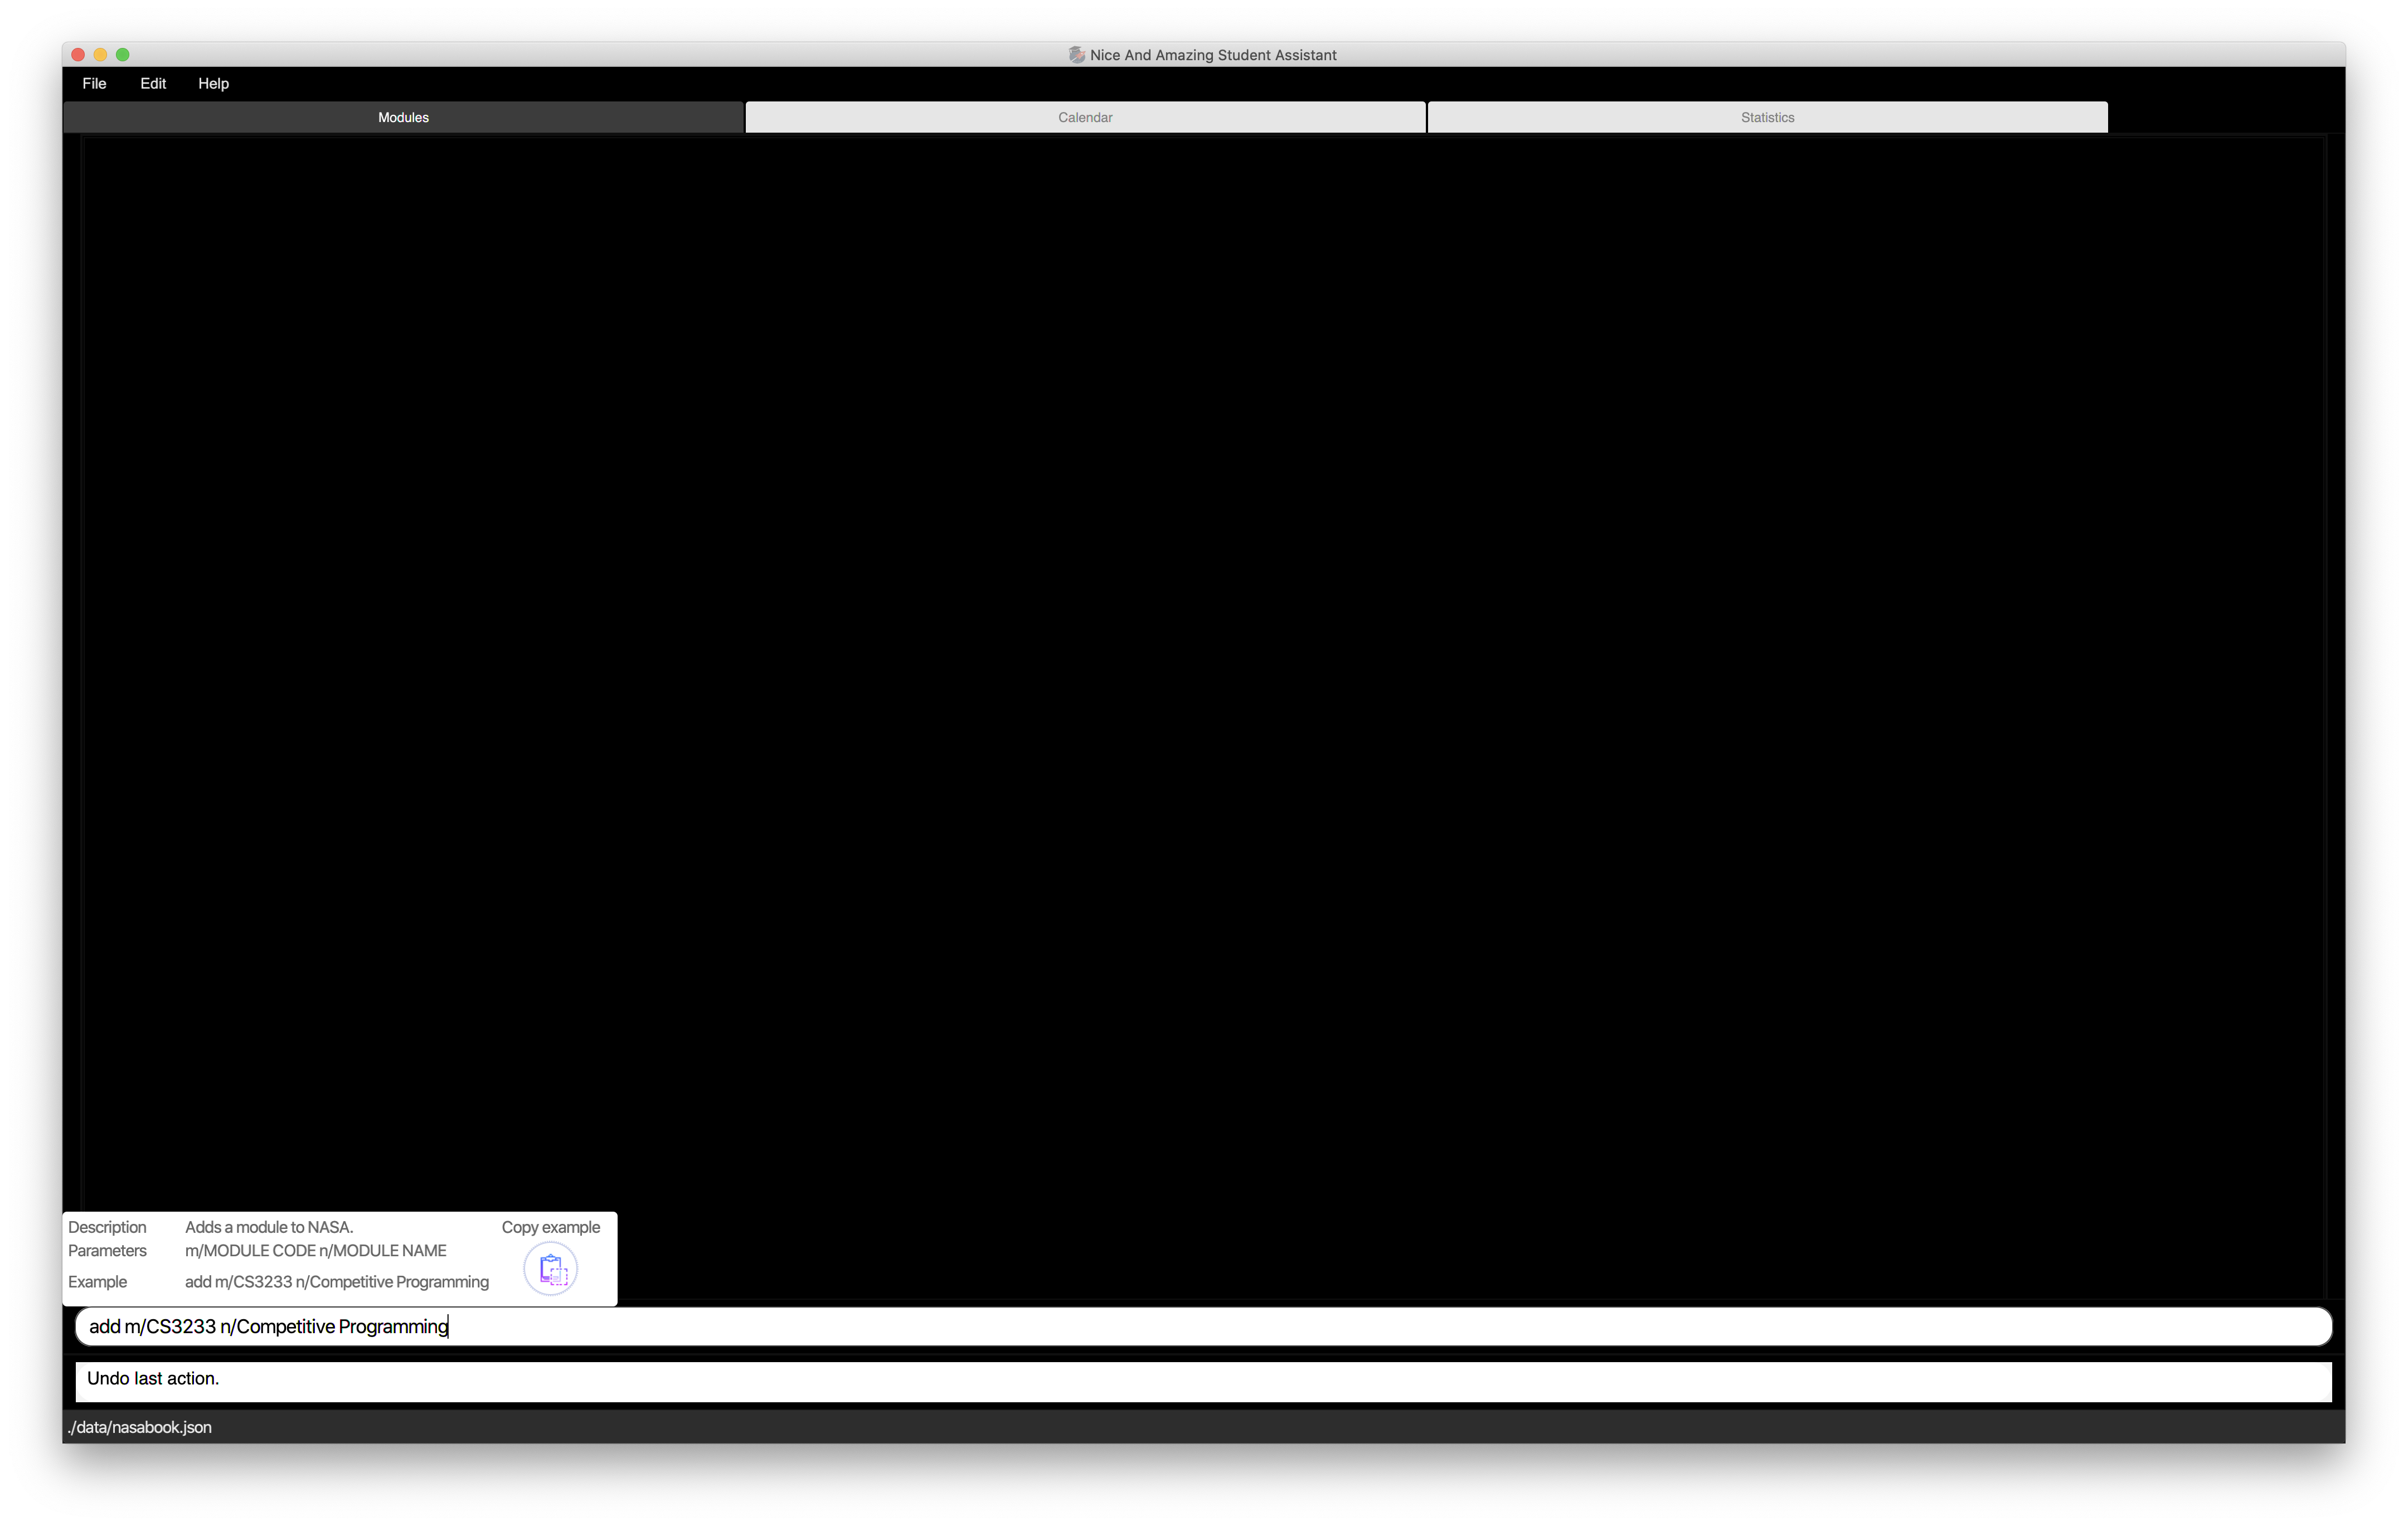 Nice And Amazing Student Assistant
File Edit Help
Modules Calendar Statistics
Description Adds a module to NASA. Copy example
Parameters m/MODULE CODE n/MODULE NAME
Example add m/CS3233 n/Competitive Programming
add m/CS3233 n/Competitive Programming
Undo last action.
./data/nasabook.json